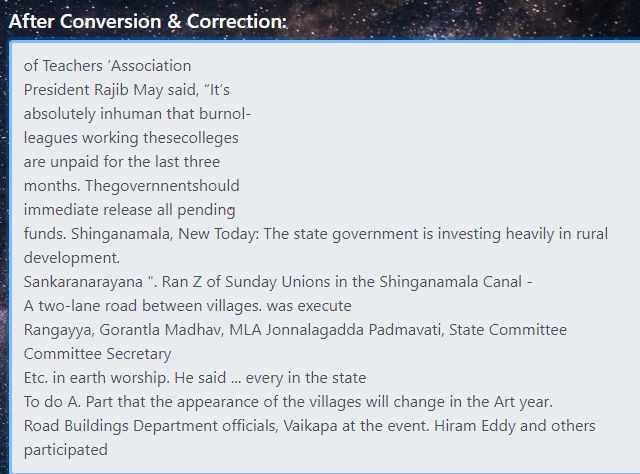 After Conversion & Correction:
of Teachers ‘Association
President Rajib May said, “It’s
absolutely inhuman that burnol-
leagues working thesecolleges
are unpaid for the last three
months. Thegovernnentshould
immediate release all pending
funds. Shinganamala, New Today: The state government is investing heavily in rural
development.
Sankaranarayana ". Ran Z of Sunday Unions in the Shinganamala Canal -
A two-lane road between villages. was execute
Rangayya, Gorantla Madhav, MLA Jonnalagadda Padmavati, State Committee
Committee Secretary
Etc. in earth worship. He said ... every in the state
To do A. Part that the appearance of the villages will change in the Art year.
Road Buildings Department officials, Vaikapa at the event. Hiram Eddy and others
participated